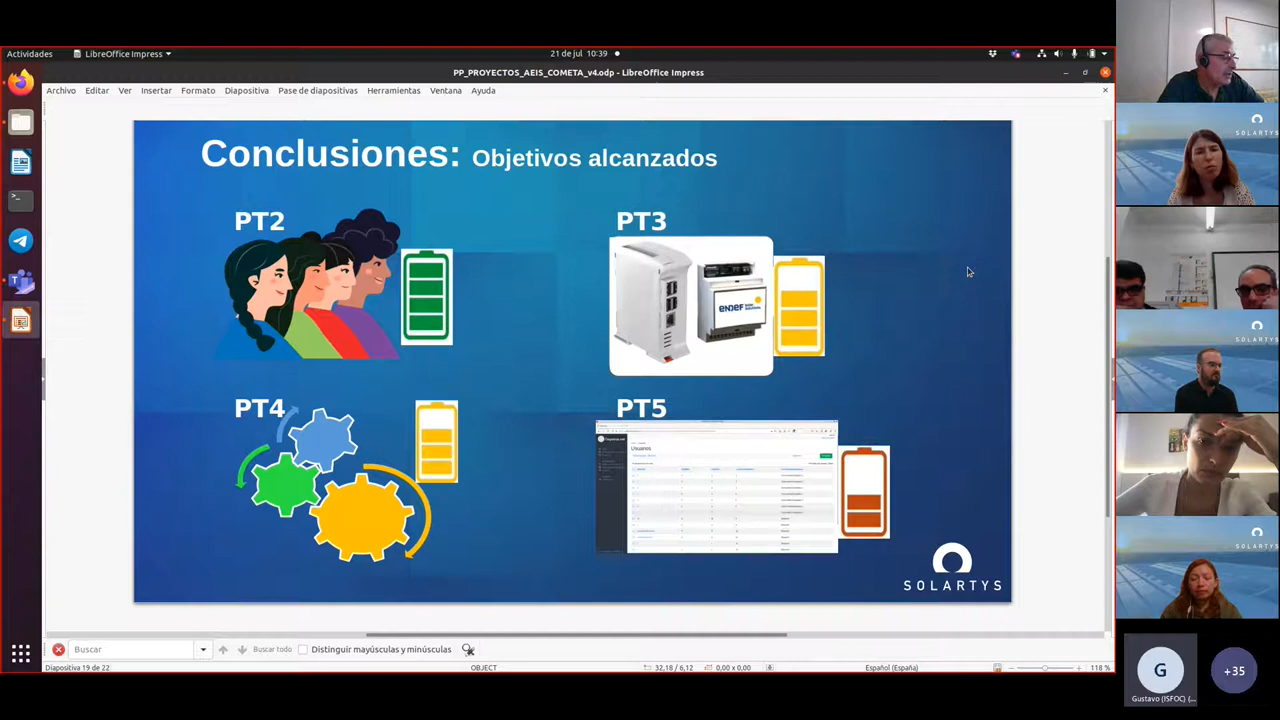 Actividades
LibreOffice Impress
21 de jul 10:39
PP_PROYECTOS_AEIS_COMETA_v4.odp - LibreOffice Impress
Archivo Editar Ver Insertar Formato Diapositiva Pase de diapositivas Herramientas Ventana Ayuda
Conclusiones: Objetivos alcanzados
PT2
PT3
endef
PT4
PT5
Usuarios
SOLARTYS
Buscar
Buscar todo
Distinguir mayúsculas y minúsculas
Diapositiva 19 de 22
OBJECT
32,18 / 6,12
0,00 x 0,00
Español (España)
118 %
SOLARTYS
SOLARTYS
SOLARTYS
G
Gustavo (ISFOC) (...
+35